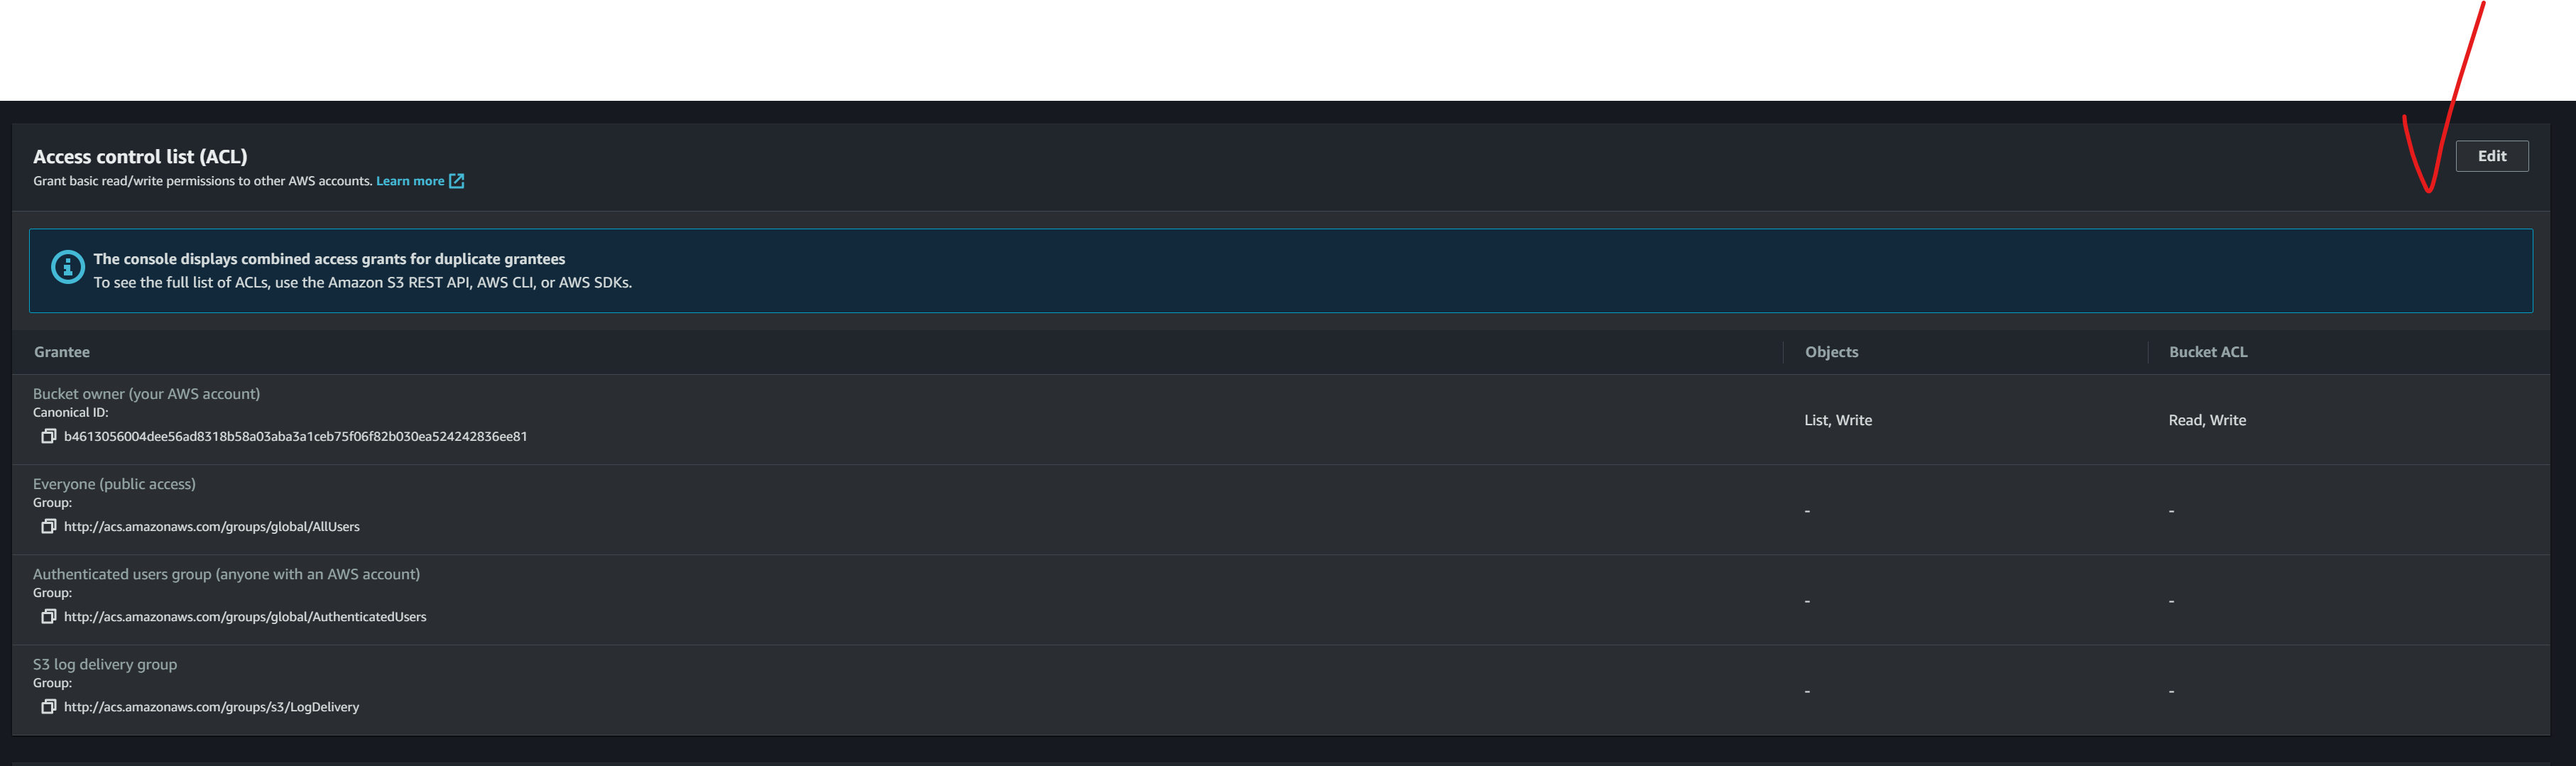 Access control list (ACL)
Edit
Grant basic read/write permissions to other AWS accounts. Learn more
The console displays combined access grants for duplicate grantees
To see the full list of ACLs, use the Amazon S3 REST API, AWS CLI, or AWS SDKs.
Grantee Objects Bucket ACL
Bucket owner (your AWS account)
Canonical ID:
b4613056004dee56ad8318b58a03aba3a1ceb75f06f82b030ea524242836ee81
List, Write Read, Write
Everyone (public access)
Group:
http://acs.amazonaws.com/groups/global/AllUsers
- -
Authenticated users group (anyone with an AWS account)
Group:
http://acs.amazonaws.com/groups/global/AuthenticatedUsers
- -
S3 log delivery group
Group:
http://acs.amazonaws.com/groups/s3/LogDelivery
- -